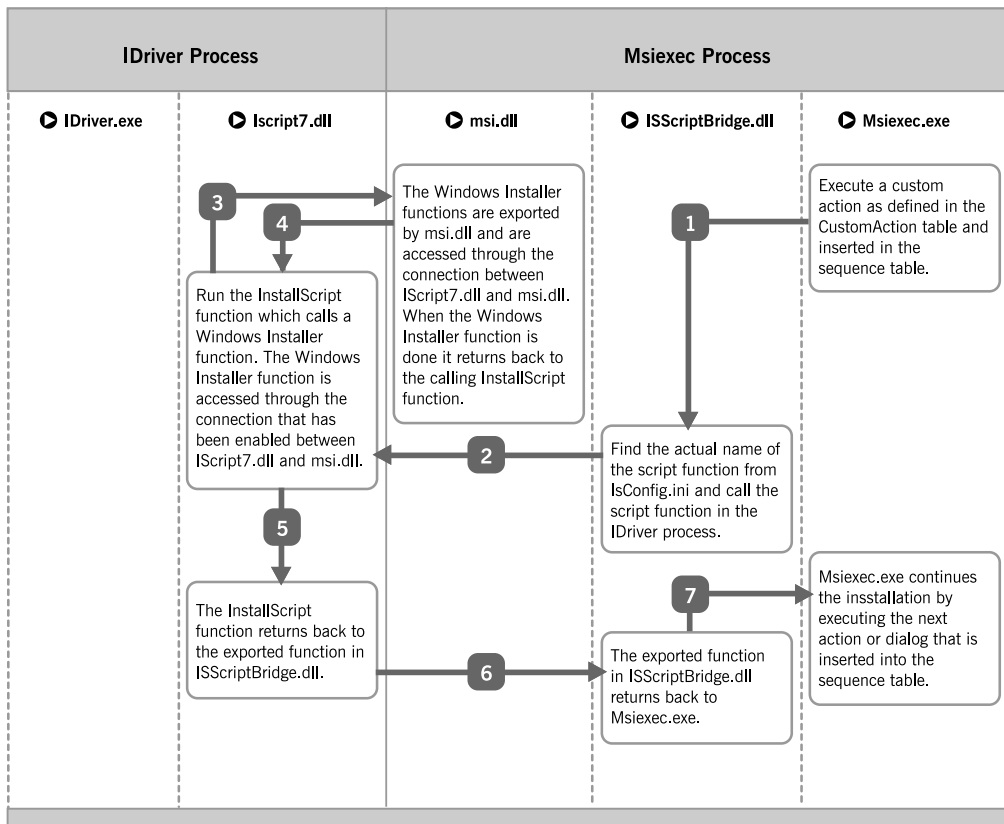 IDriver Process
Msiexec Process
IDriver.exe
Iscript7.dll
msi.dll
ISScriptBridge.dll
Msiexec.exe
Execute a custom
action as defined in the
CustomAction table and
inserted in the
sequence table.
1
Find the actual name of
the script function from
IsConfig.ini and call the
script function in the
IDriver process.
2
Run the InstallScript
function which calls a
Windows Installer
function. The Windows
Installer function is
accessed through the
connection that has
been enabled between
IScript7.dll and msi.dll.
3
The Windows Installer
functions are exported
by msi.dll and are
accessed through the
connection between
IScript7.dll and msi.dll.
When the Windows
Installer function is
done it returns back to
the calling InstallScript
function.
4
5
The InstallScript
function returns back to
the exported function in
ISScriptBridge.dll.
6
The exported function
in ISScriptBridge.dll
returns back to
Msiexec.exe.
7
Msiexec.exe continues
the insstallation by
executing the next
action or dialog that is
inserted into the
sequence table.